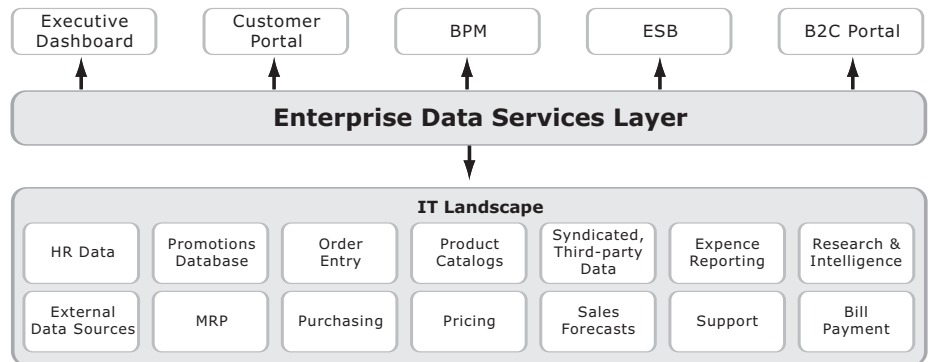 Executive
Dashboard
Customer
Portal
BPM
ESB
B2C Portal
Enterprise Data Services Layer
IT Landscape
HR Data
Promotions
Database
Order
Entry
Product
Catalogs
Syndicated,
Third-party
Data
Expence
Reporting
Research &
Intelligence
External
Data Sources
MRP
Purchasing
Pricing
Sales
Forecasts
Support
Bill
Payment